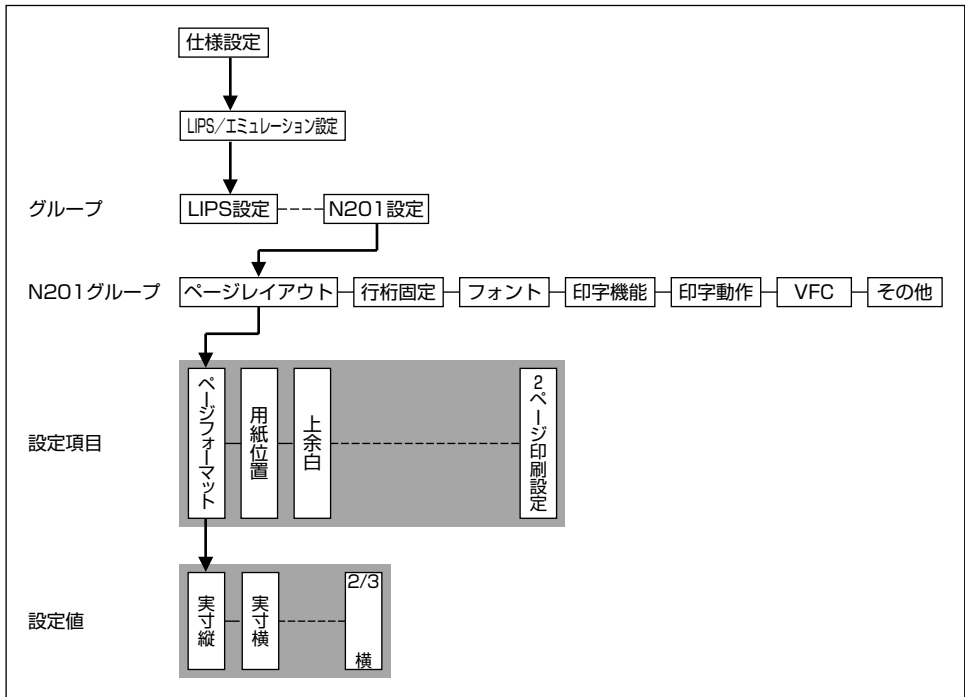 仕様設定
LIPS/エミュレーション設定
グループ
LIPS設定
N201設定
N201グループ
ページレイアウト
行桁固定
フォント
印字機能
印字動作
VFC
その他
設定項目
ページフォーマット
用紙位置
上余白
2ページ印刷設定
設定値
実寸縦
実寸横
2/3
横